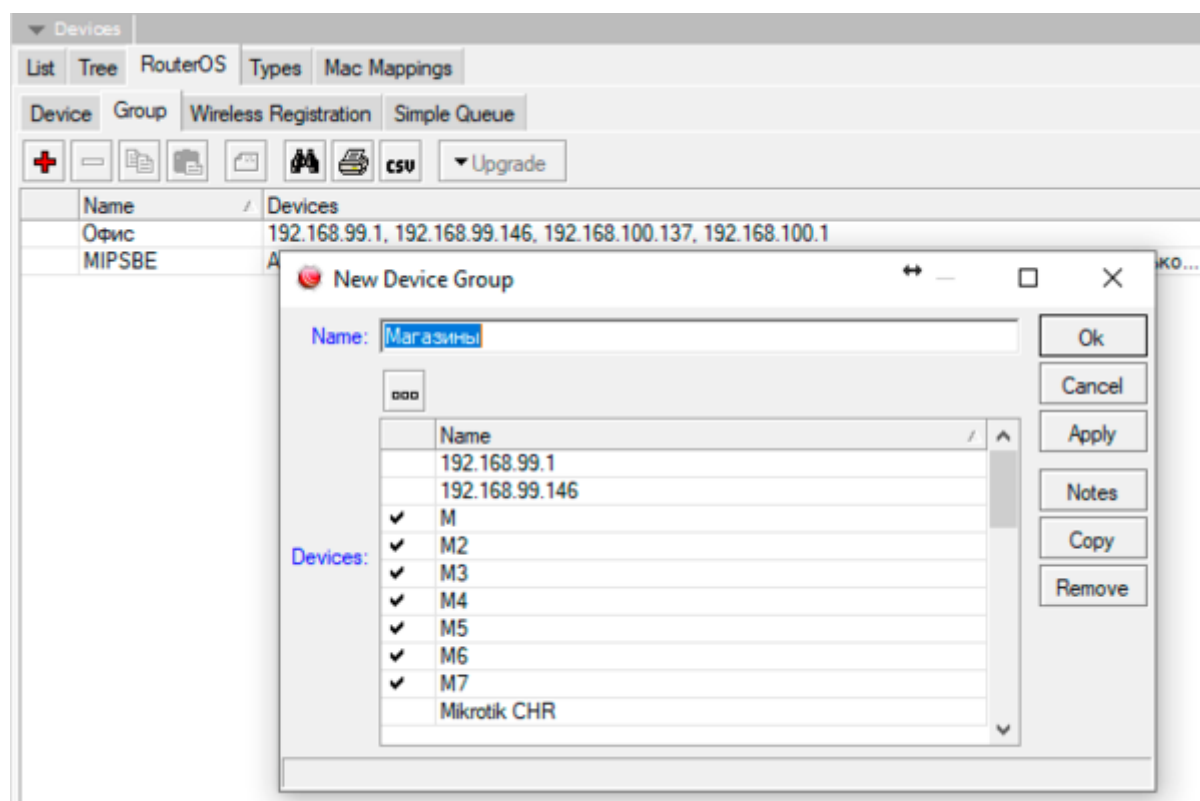 Devices
List Tree RouterOS Types Mac Mappings
Device Group Wireless Registration Simple Queue
csv Upgrade
Name Devices
Офис 192.168.99.1, 192.168.99.146, 192.168.100.137, 192.168.100.1
MIPSBE
New Device Group
Name: Магазины Ok
Cancel
Name Apply
192.168.99.1
192.168.99.146 Notes
M
Devices: M2 Copy
M3 Remove
M4
M5
M6
M7
Mikrotik CHR